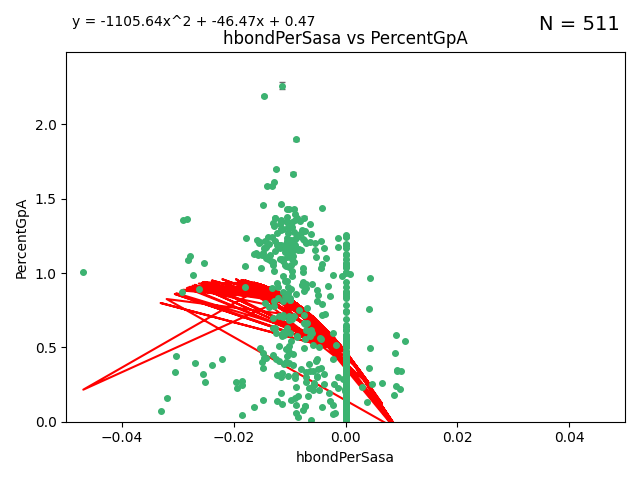 y = -1105.64x^2 + -46.47x + 0.47
N = 511
hbondPerSasa vs PercentGpA
PercentGpA
2.0
1.5
1.0
0.5
0.0
−0.04 −0.02 0.00 0.02 0.04
hbondPerSasa